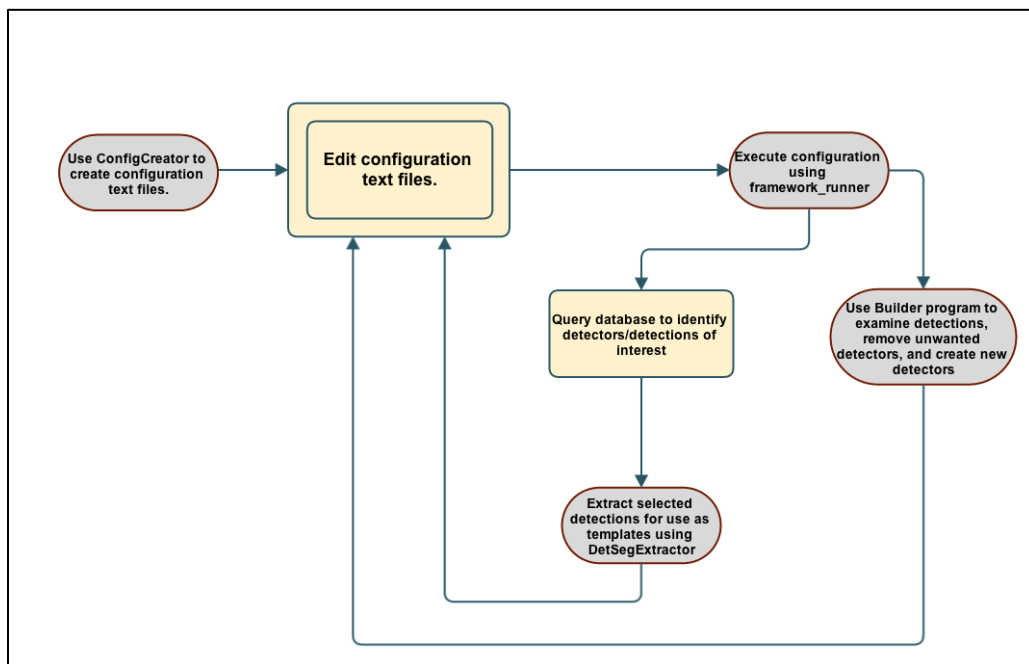 Use ConfigCreator to
create configuration
text files.
Edit configuration
text files.
Execute configuration
using
framework_runner
Query database to identify
detectors/detections of
interest
Use Builder program to
examine detections,
remove unwanted
detectors, and create new
detectors
Extract selected
detections for use as
templates using
DetSegExtractor